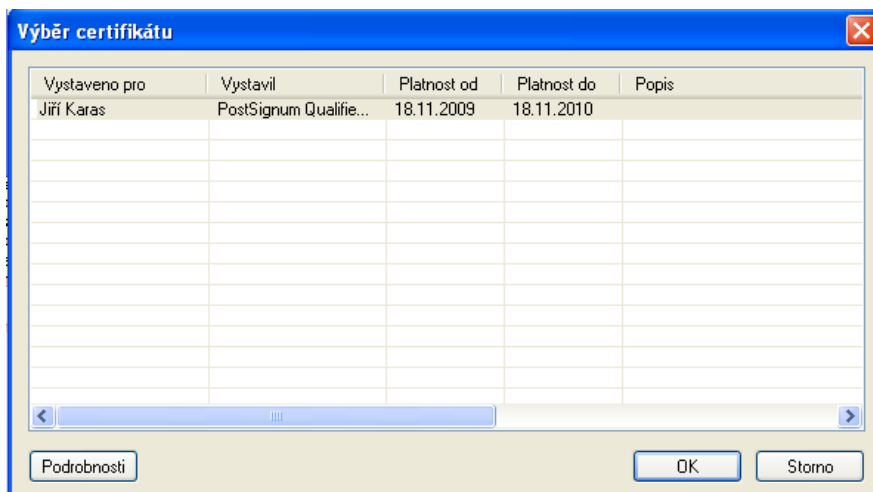 Výběr certifikátu
Vystaveno pro Vystavil Platnost od Platnost do Popis
Jiří Karas PostSignum Qualifie... 18.11.2009 18.11.2010
Podrobnosti OK Storno